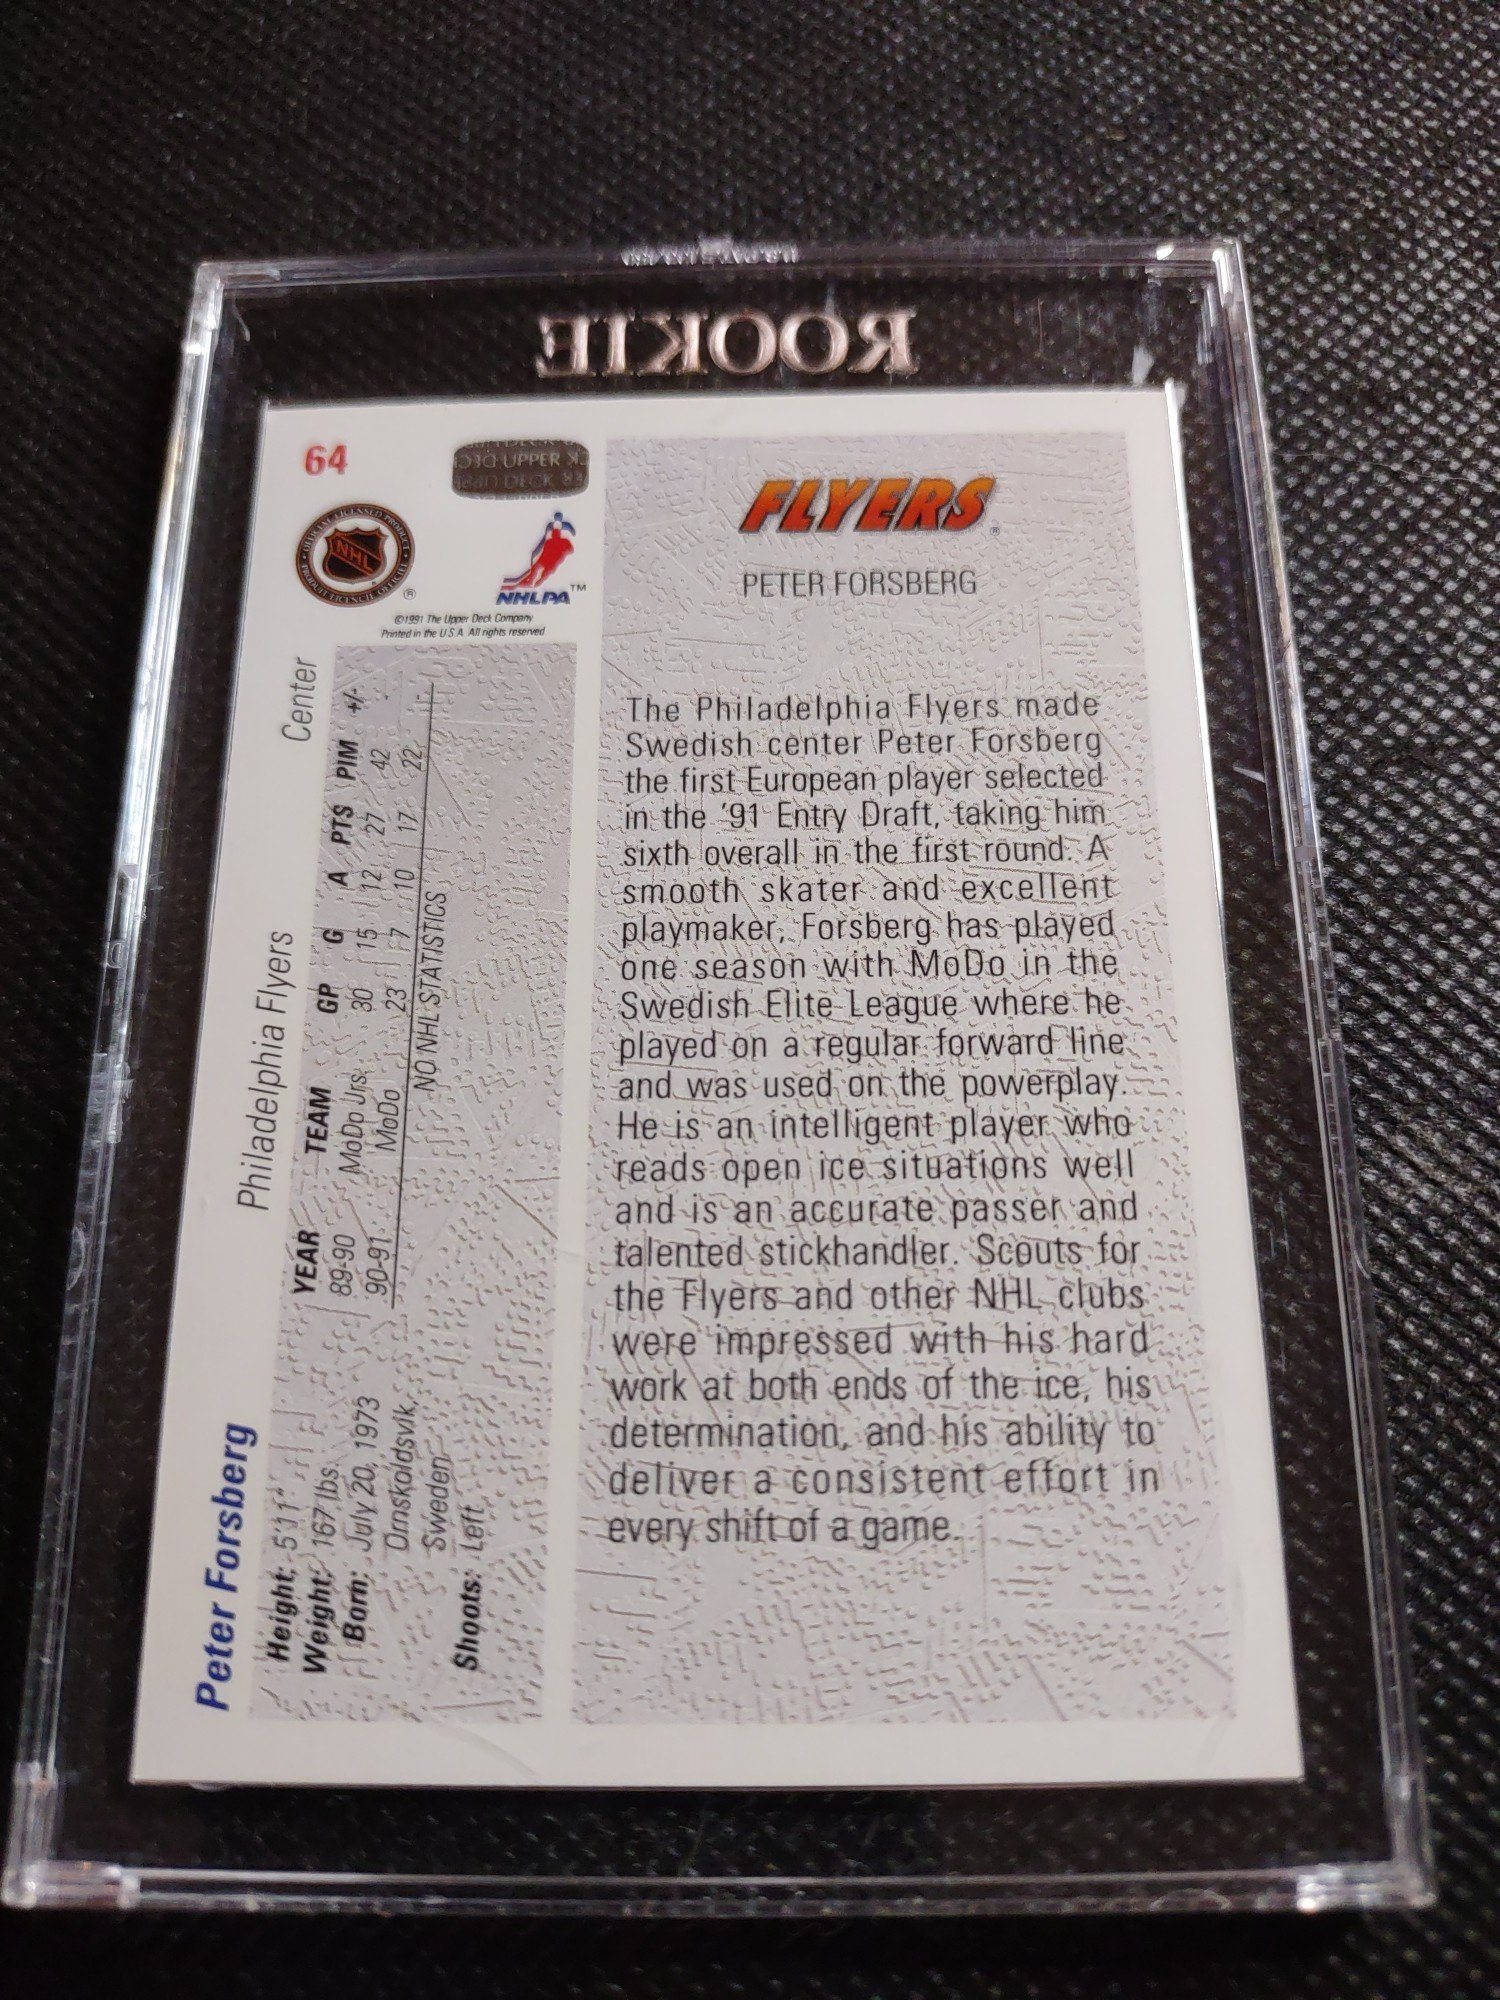 ROOKIE
64
UPPER
NHL
NHLPA™
©1991 The Upper Deck Company
Printed in the U.S.A. All rights reserved
FLYERS®
PETER FORSBERG
The Philadelphia Flyers made
Swedish center Peter Forsberg
the first European player selected
in the '91 Entry Draft, taking him
sixth overall in the first round. A
smooth skater and excellent
playmaker, Forsberg has played
one season with MoDo in the
Swedish Elite League where he
played on a regular forward line
and was used on the powerplay.
He is an intelligent player who
reads open ice situations well
and is an accurate passer and
talented stickhandler. Scouts for
the Flyers and other NHL clubs
were impressed with his hard
work at both ends of the ice, his
determination, and his ability to
deliver a consistent effort in
every shift of a game.
Peter Forsberg Philadelphia Flyers Center
Height: 5'11"
Weight: 167 lbs.
Born: July 20, 1973
Ornskoldsvik,
Sweden
Shoots: Left
YEAR TEAM GP G A PTS PIM +/-
89-90 MoDo Jrs. 30 15 12 27 42 -
90-91 MoDo 23 7 10 17 22 -
NO NHL STATISTICS